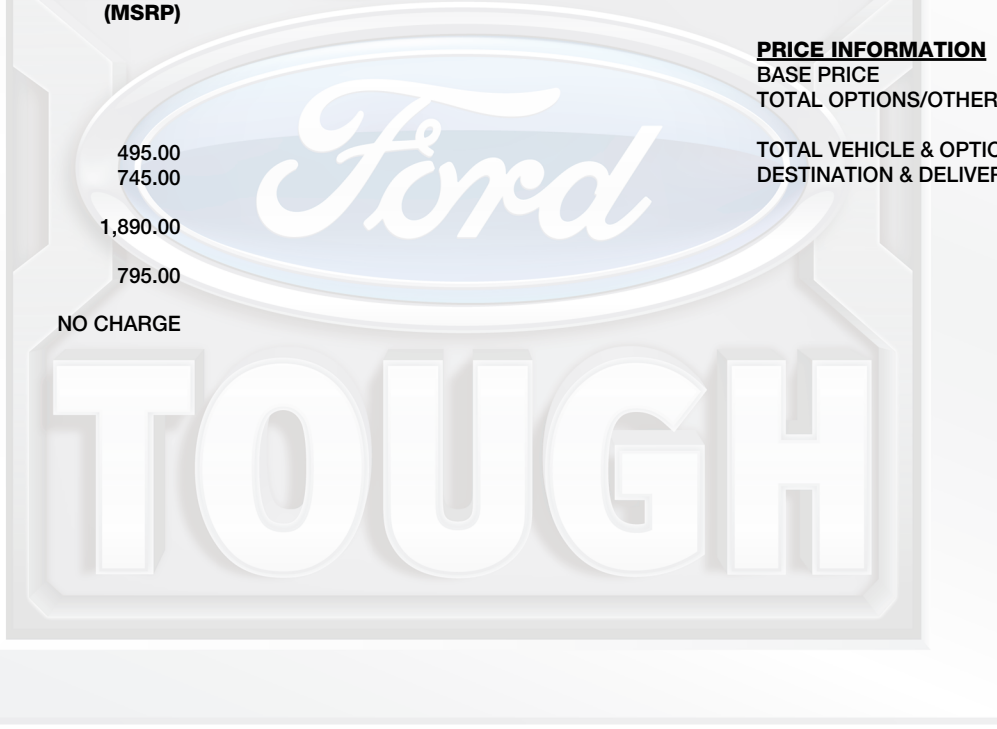 (MSRP)
495.00
745.00
1,890.00
795.00
NO CHARGE
PRICE INFORMATION
BASE PRICE
TOTAL OPTIONS/OTHER
TOTAL VEHICLE & OPTIO
DESTINATION & DELIVER
Ford
TOUGH